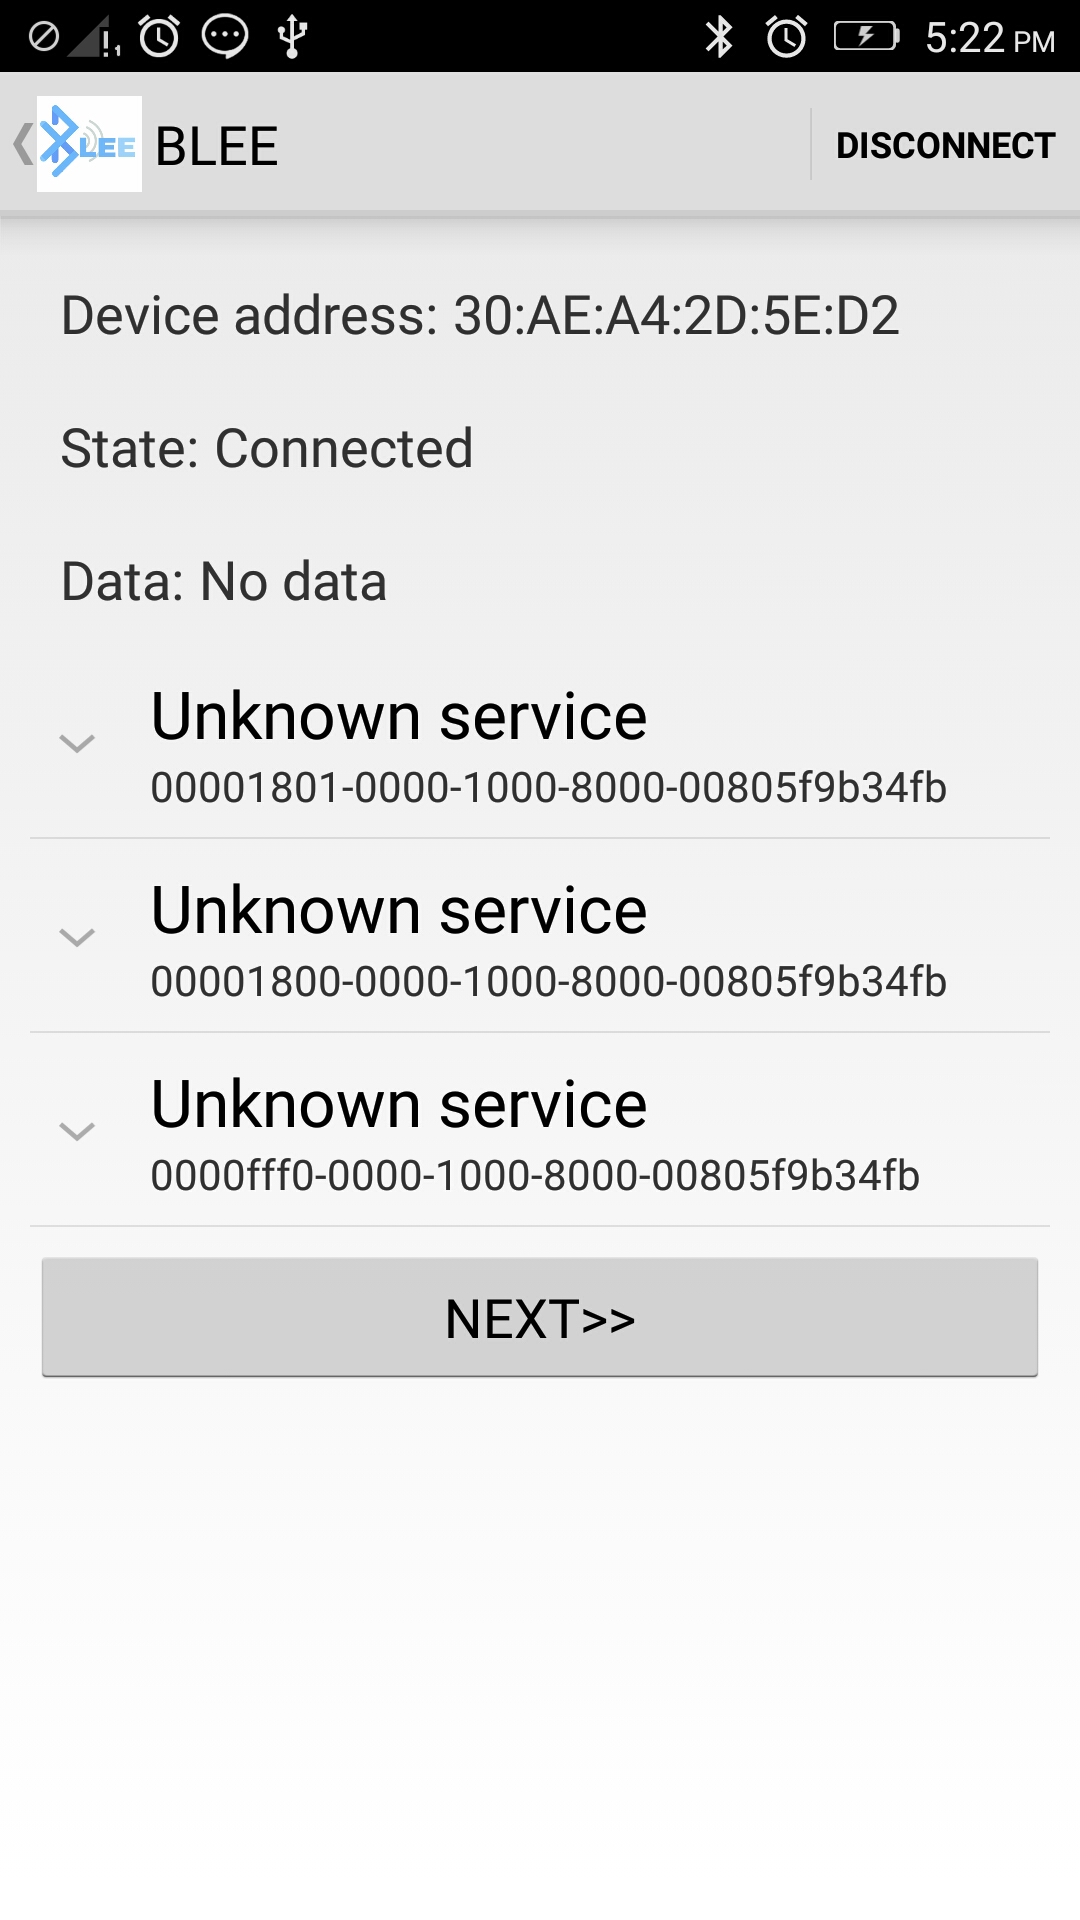 5:22 PM
LEE BLEE DISCONNECT
Device address: 30:AE:A4:2D:5E:D2
State: Connected
Data: No data
Unknown service
00001801-0000-1000-8000-00805f9b34fb
Unknown service
00001800-0000-1000-8000-00805f9b34fb
Unknown service
0000fff0-0000-1000-8000-00805f9b34fb
NEXT>>